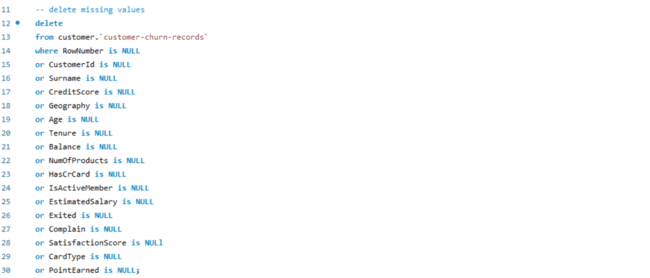 11 -- delete missing values
12 delete
13 from customer.`customer-churn-records`
14 where RowNumber is NULL
15 or CustomerId is NULL
16 or Surname is NULL
17 or CreditScore is NULL
18 or Geography is NULL
19 or Age is NULL
20 or Tenure is NULL
21 or Balance is NULL
22 or NumOfProducts is NULL
23 or HasCrCard is NULL
24 or IsActiveMember is NULL
25 or EstimatedSalary is NULL
26 or Exited is NULL
27 or Complain is NULL
28 or SatisfactionScore is NULl
29 or CardType is NULL
30 or PointEarned is NULL;